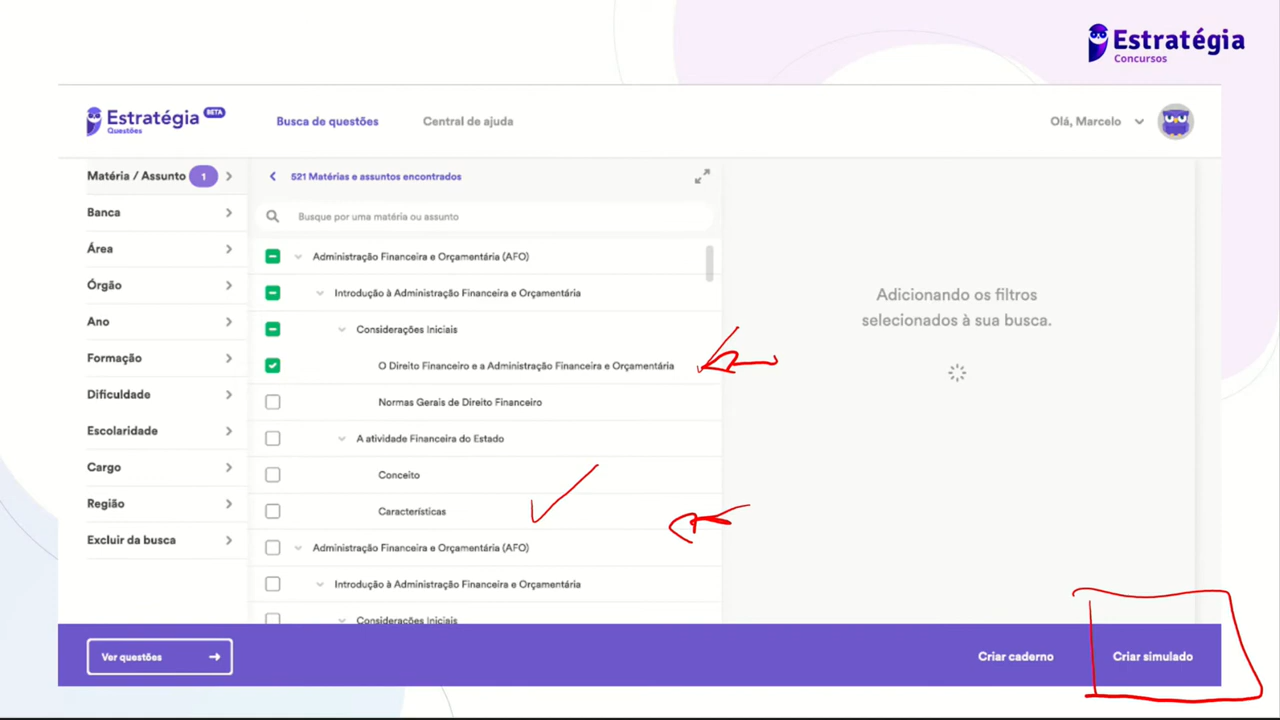 Estratégia
Concursos
Estratégia BETA
Questões
Busca de questões
Central de ajuda
Olá, Marcelo
Matéria / Assunto 1
Banca
Área
Órgão
Ano
Formação
Dificuldade
Escolaridade
Cargo
Região
Excluir da busca
521 Matérias e assuntos encontrados
Busque por uma matéria ou assunto
Administração Financeira e Orçamentária (AFO)
Introdução à Administração Financeira e Orçamentária
Considerações Iniciais
O Direito Financeiro e a Administração Financeira e Orçamentária
Normas Gerais de Direito Financeiro
A atividade Financeira do Estado
Conceito
Características
Administração Financeira e Orçamentária (AFO)
Introdução à Administração Financeira e Orçamentária
Considerações Iniciais
Adicionando os filtros
selecionados à sua busca.
Ver questões
Criar caderno
Criar simulado